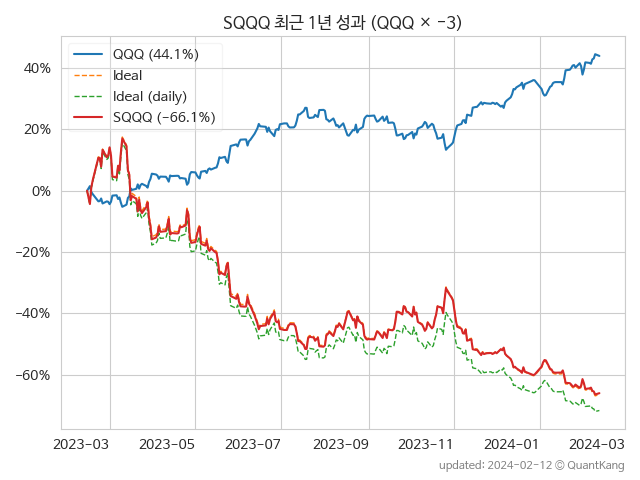 SQQQ 최근 1년 성과 (QQQ × −3)
QQQ (44.1%)
Ideal
Ideal (daily)
SQQQ (−66.1%)
40%
20%
0%
−20%
−40%
−60%
2023−03 2023−05 2023−07 2023−09 2023−11 2024−01 2024−03
updated: 2024-02-12 © QuantKang